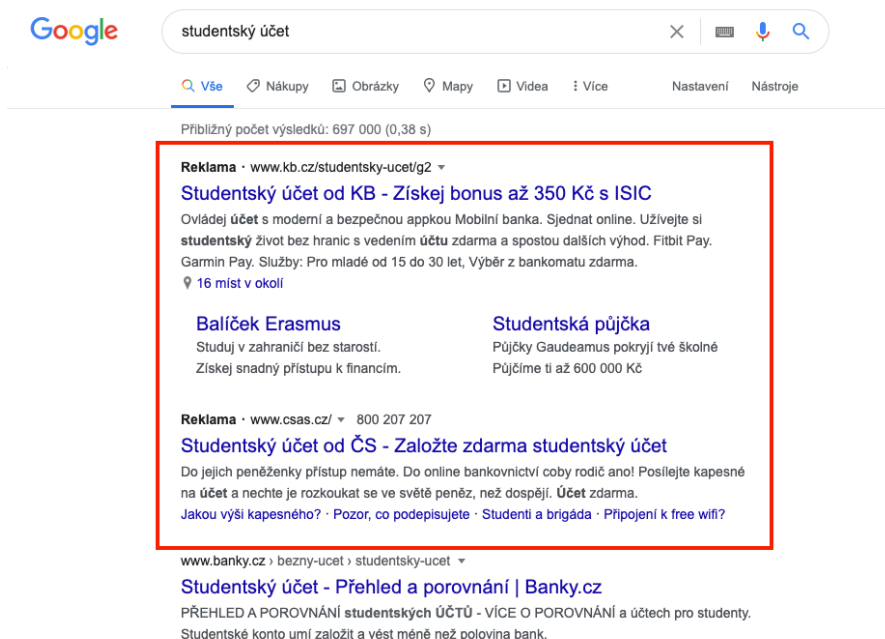 Google
studentský účet
Vše Nákupy Obrázky Mapy Videa Více Nastavení Nástroje
Přibližný počet výsledků: 697 000 (0,38 s)
Reklama · www.kb.cz/studentsky-ucet/g2
Studentský účet od KB - Získej bonus až 350 Kč s ISIC
Ovládej účet s moderní a bezpečnou appkou Mobilní banka. Sjednat online. Užívejte si
studentský život bez hranic s vedením účtu zdarma a spostou dalších výhod. Fitbit Pay.
Garmin Pay. Služby: Pro mladé od 15 do 30 let, Výběr z bankomatu zdarma.
16 míst v okolí
Balíček Erasmus
Studuj v zahraničí bez starostí.
Získej snadný přístupu k financím.
Studentská půjčka
Půjčky Gaudeamus pokryjí tvé školné
Půjčíme ti až 600 000 Kč
Reklama · www.csas.cz/ 800 207 207
Studentský účet od ČS - Založte zdarma studentský účet
Do jejich peněženky přístup nemáte. Do online bankovnictví coby rodič ano! Posílejte kapesné
na účet a nechte je rozkoukat se ve světě peněz, než dospějí. Účet zdarma.
Jakou výši kapesného? · Pozor, co podepisujete · Studenti a brigáda · Připojení k free wifi?
www.banky.cz › bezny-ucet › studentsky-ucet
Studentský účet - Přehled a porovnání | Banky.cz
PŘEHLED A POROVNÁNÍ studentských ÚČTŮ - VÍCE O POROVNÁNÍ a účtech pro studenty.
Studentské konto umí založit a vést méně než polovina bank.